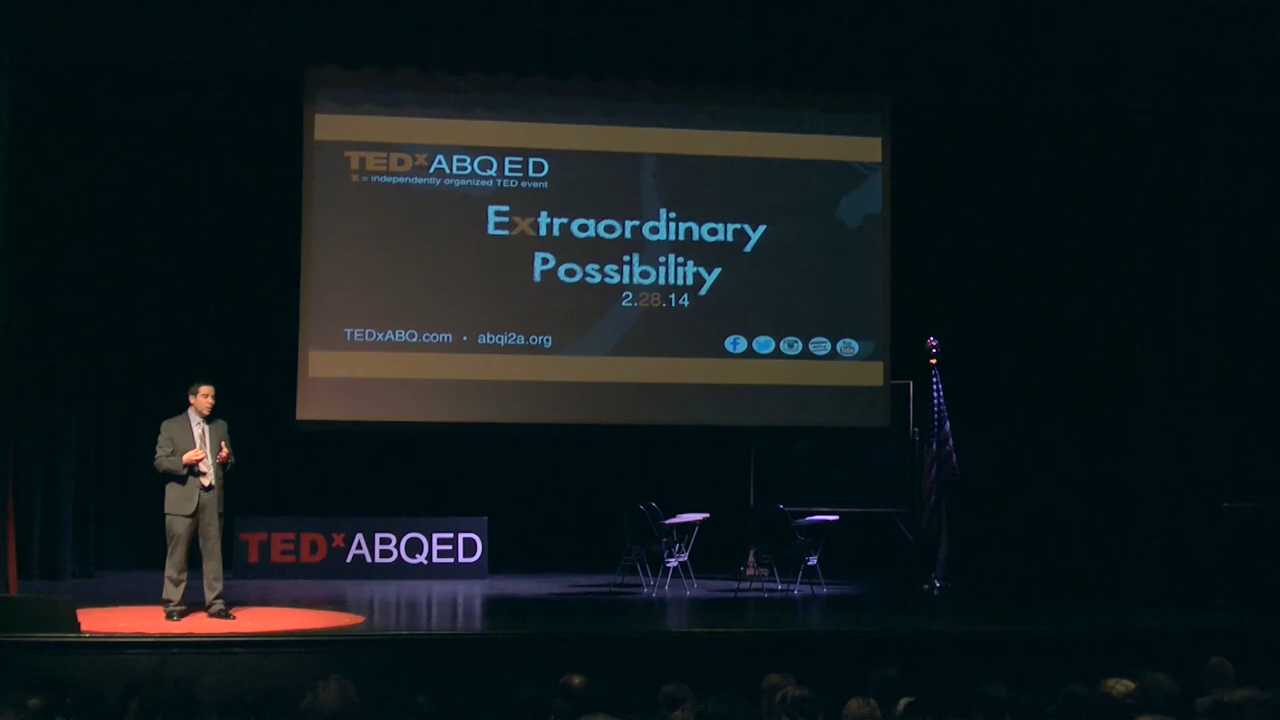 TEDxABQED
x = independently organized TED event
Extraordinary
Possibility
2.28.14
TEDxABQ.com • abqi2a.org
TEDxABQED